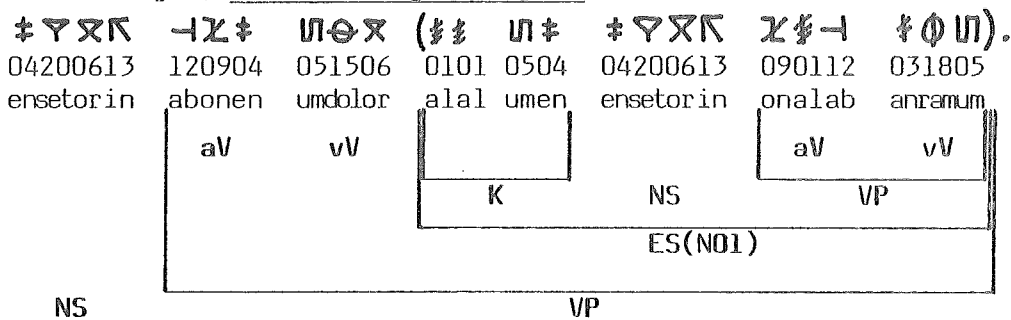 04200613 120904 051506 0101 0504 04200613 090112 031805
ensetorin abonen umdolor alal umen ensetorin onalab anramum
aV vV aV vV
K NS VP
ES(NO1)
NS VP